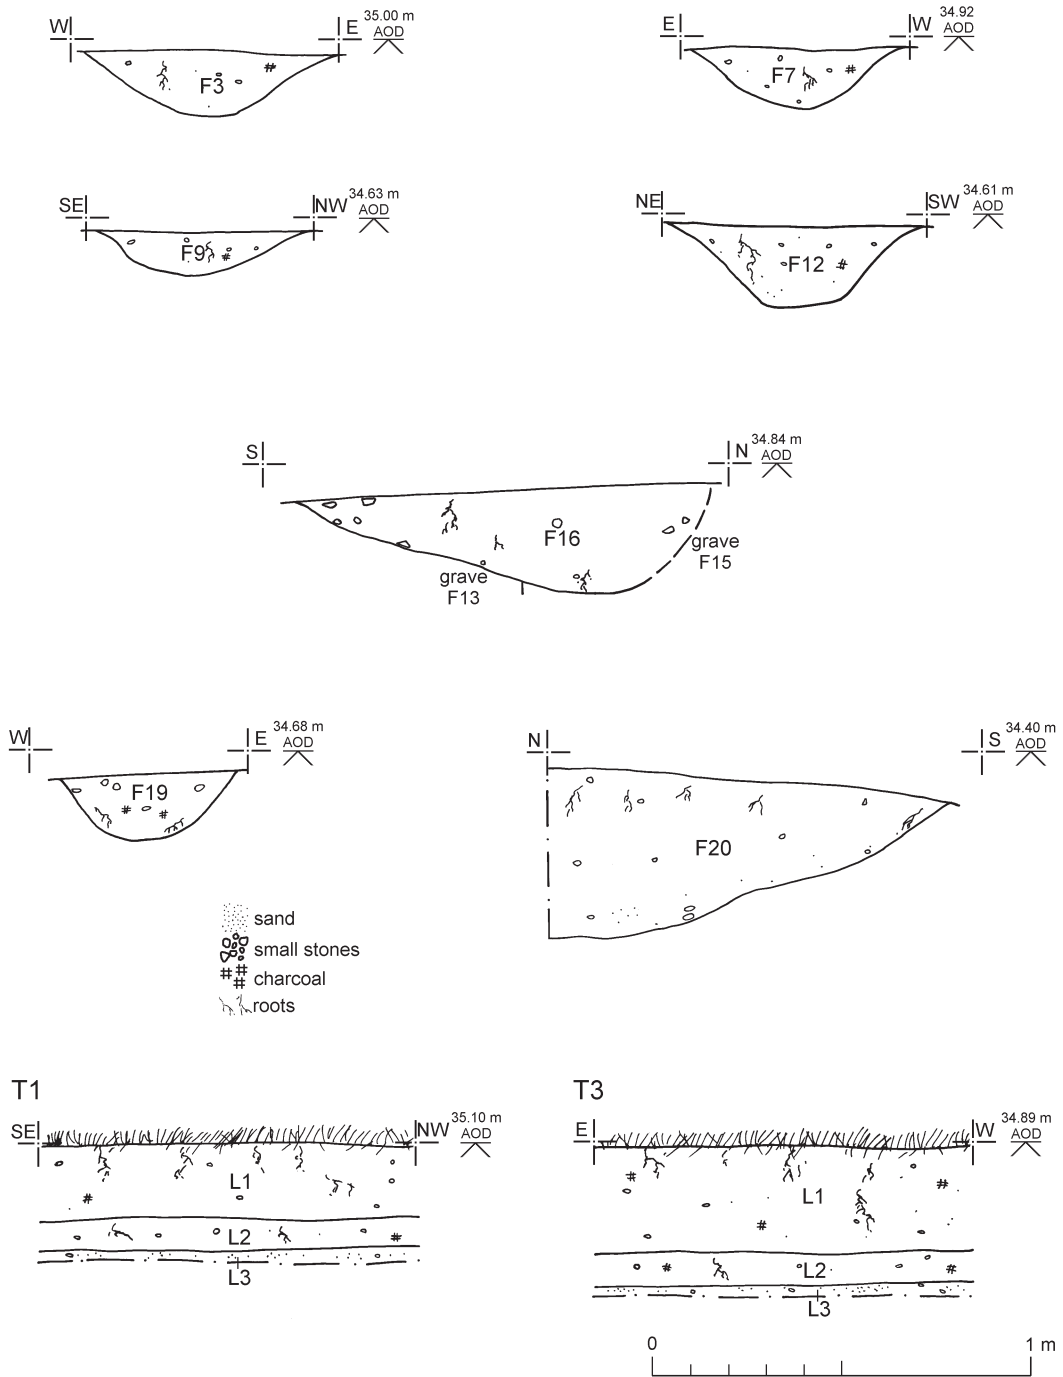 W E 35.00 m
AOD
F3
E W 34.92
AOD
F7
SE NW 34.63 m
AOD
F9
NE SW 34.61 m
AOD
F12
S N 34.84 m
AOD
F16
grave
F15
grave
F13
W E 34.68 m
AOD
F19
N S 34.40 m
AOD
F20
sand
small stones
charcoal
roots
T1
SE NW 35.10 m
AOD
L1
L2
L3
T3
E W 34.89 m
AOD
L1
L2
L3
0 1 m